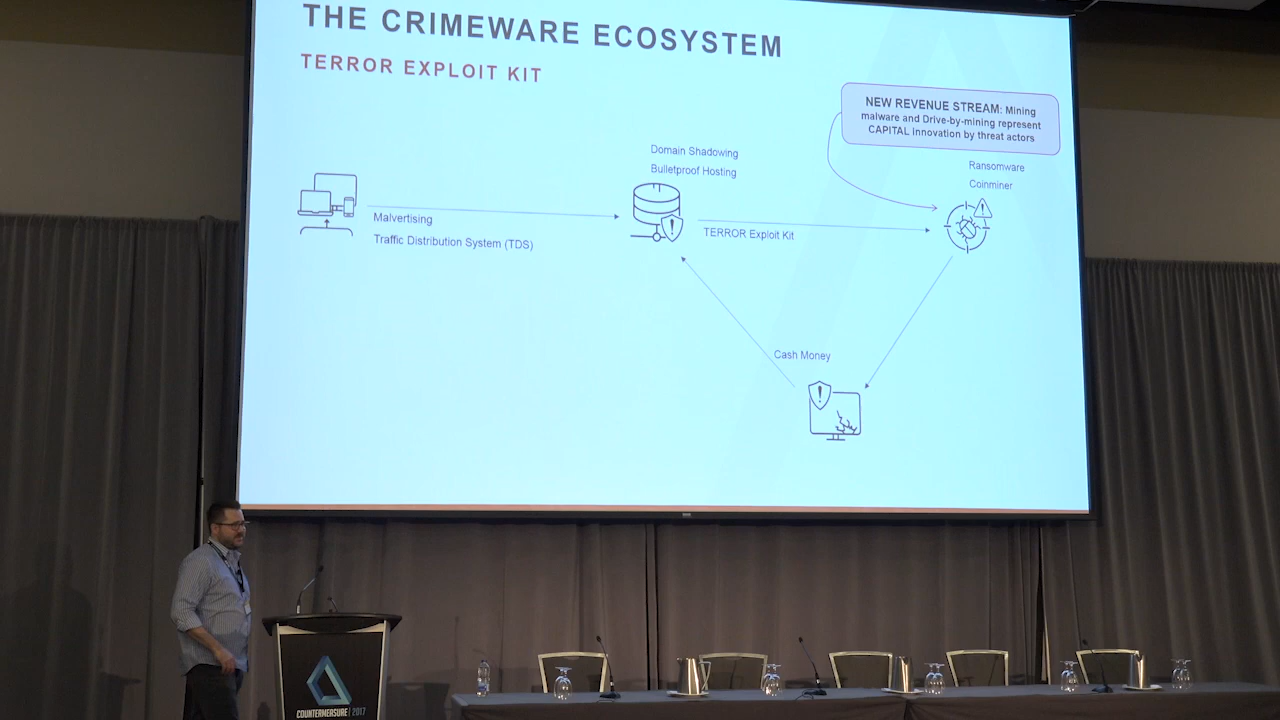 THE CRIMEWARE ECOSYSTEM
TERROR EXPLOIT KIT
NEW REVENUE STREAM: Mining
malware and Drive-by-mining represent
CAPITAL innovation by threat actors
Domain Shadowing
Bulletproof Hosting
Ransomware
Coinminer
Malvertising
Traffic Distribution System (TDS)
TERROR Exploit Kit
Cash Money
COUNTERMEASURE | 2017